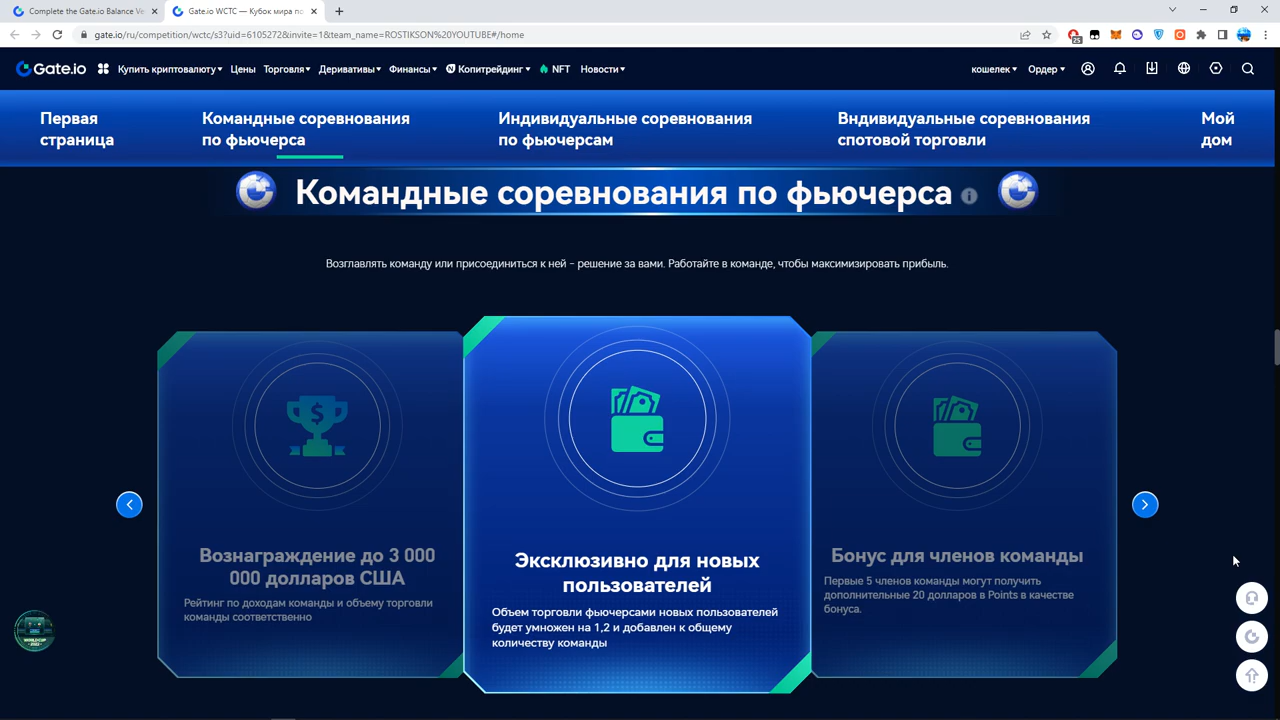 Complete the Gate.io Balance Ve
Gate.io WCTC — Кубок мира по
gate.io/ru/competition/wctc/s3?uid=6105272&invite=1&team_name=ROSTIKSON%20YOUTUBE#/home
25
Gate.io
Купить криптовалюту
Цены
Торговля
Деривативы
Финансы
Копитрейдинг
NFT
Новости
кошелек
Ордер
Первая
страница
Командные соревнования
по фьючерса
Индивидуальные соревнования
по фьючерсам
Вндивидуальные соревнования
спотовой торговли
Мой
дом
Командные соревнования по фьючерса
Возглавлять команду или присоединиться к ней - решение за вами. Работайте в команде, чтобы максимизировать прибыль.
Вознаграждение до 3 000
000 долларов США
Рейтинг по доходам команды и объему торговли
команды соответственно
Эксклюзивно для новых
пользователей
Объем торговли фьючерсами новых пользователей
будет умножен на 1,2 и добавлен к общему
количеству команды
Бонус для членов команды
Первые 5 членов команды могут получить
дополнительные 20 долларов в Points в качестве
бонуса.
WORLD CUP